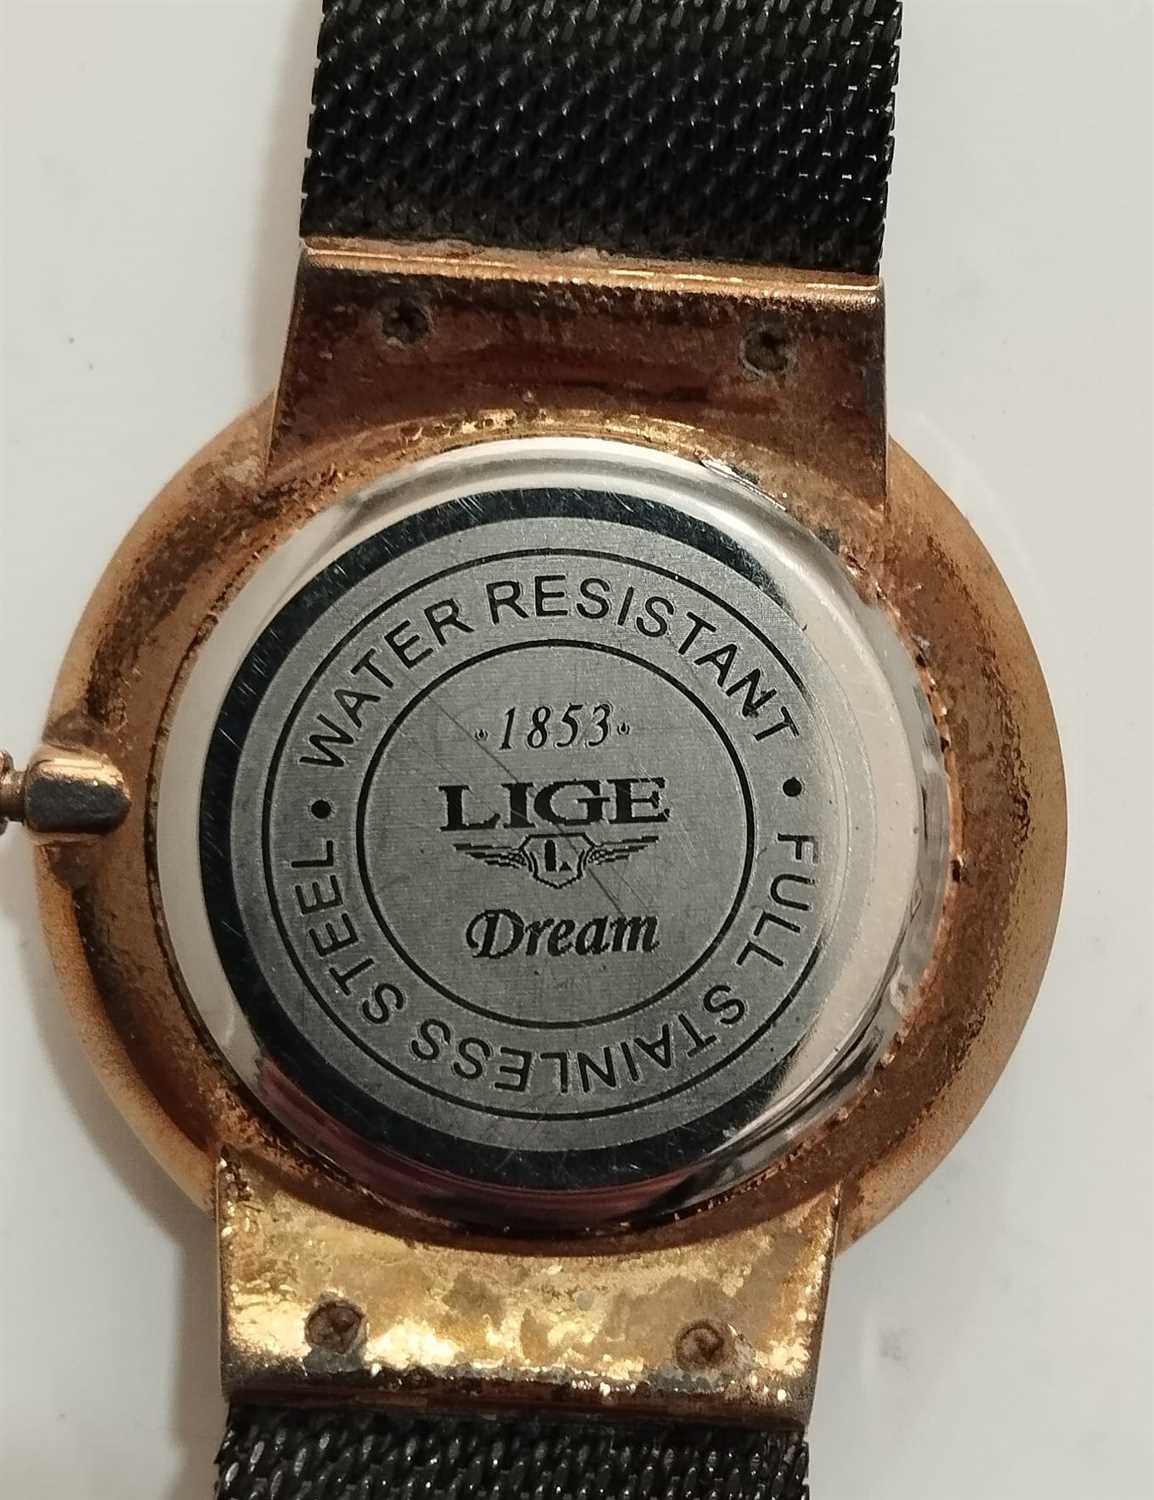 WATER RESISTANT • FULL STAINLESS STEEL •
1853
LIGE
L
Dream